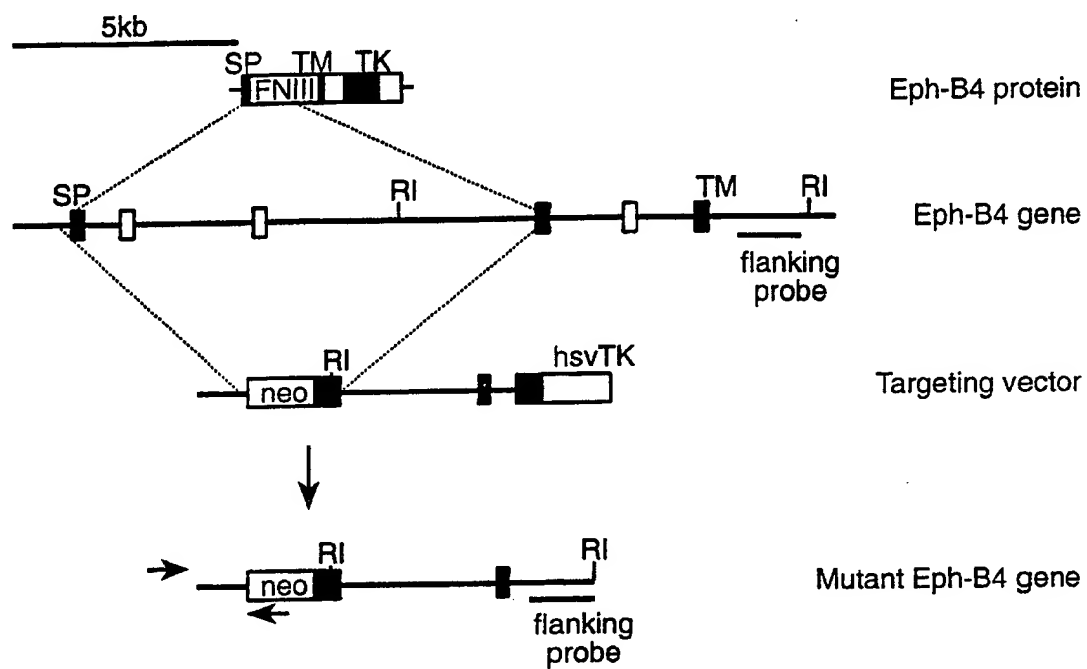 5kb
SP TM TK
FNIII
Eph-B4 protein
SP RI TM RI
Eph-B4 gene
flanking
probe
RI hsvTK
neo
Targeting vector
RI RI
neo
Mutant Eph-B4 gene
flanking
probe